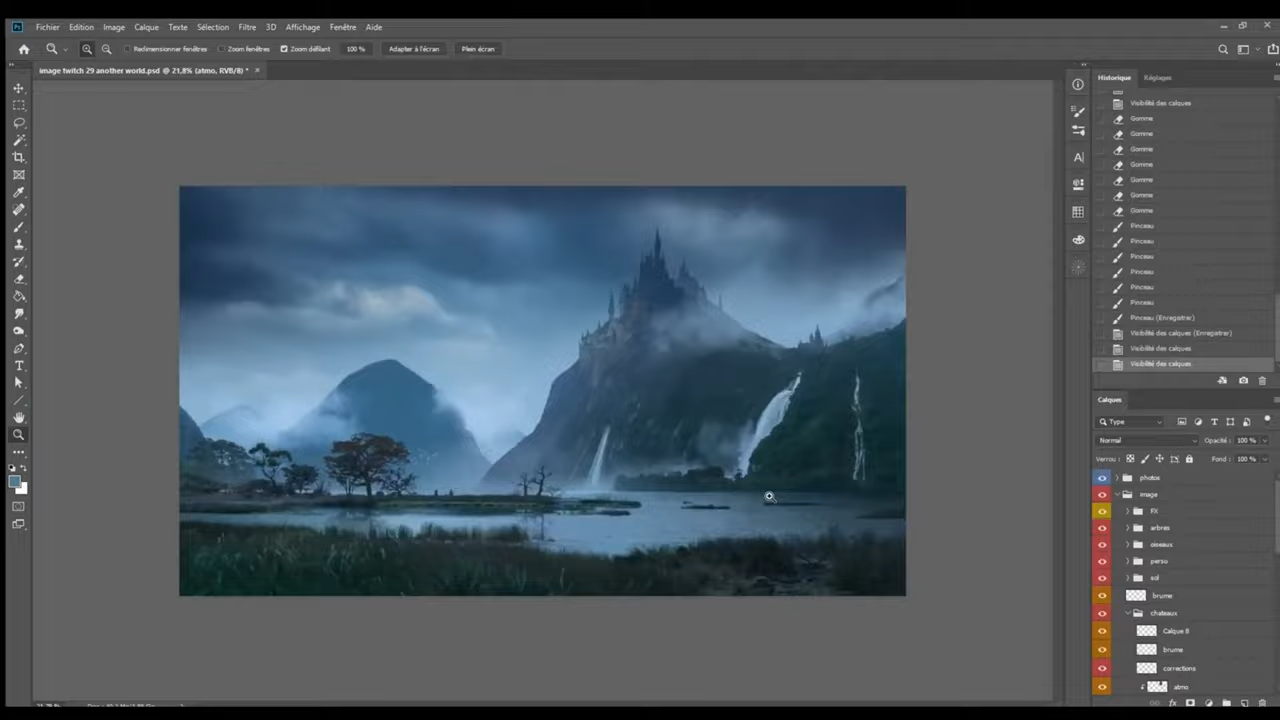 Ps Fichier Edition Image Calque Texte Sélection Filtre 3D Affichage Fenêtre Aide
Redimensionner fenêtres Zoom fenêtres Zoom défilant 100 % Adapter à l'écran Plein écran
image twitch 29 another world.psd @ 21,8% (atmo, RVB/8) * ×
Historique Réglages
Visibilité des calques
Gomme
Gomme
Gomme
Gomme
Gomme
Gomme
Gomme
Pinceau
Pinceau
Pinceau
Pinceau
Pinceau
Pinceau
Pinceau (Enregistrer)
Visibilité des calques (Enregistrer)
Visibilité des calques
Visibilité des calques
Calques
Type
Normal Opacité : 100 %
Verrou : Fond : 100 %
photos
image
FX
arbres
oiseaux
perso
sol
brume
chateaux
Calque 8
brume
corrections
atmo